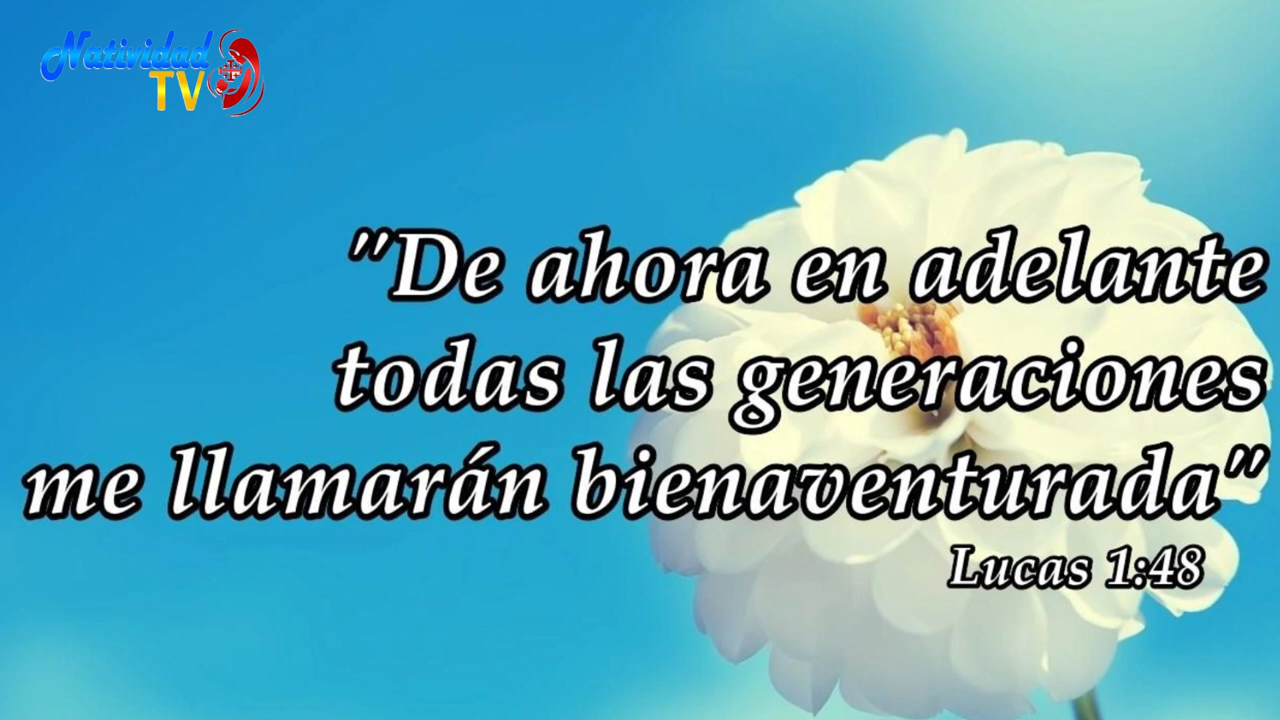 Natividad
TV
"De ahora en adelante
todas las generaciones
me llamarán bienaventurada"
Lucas 1:48